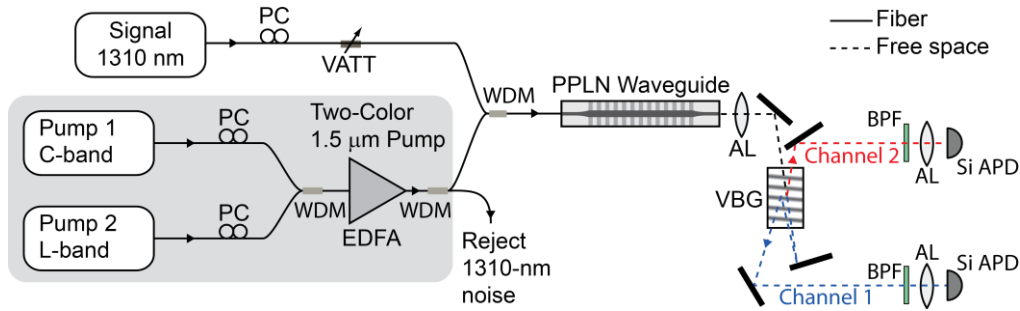 Signal
1310 nm
PC
VATT
Fiber
Free space
WDM
PPLN Waveguide
AL
Pump 1
C-band
PC
Two-Color
1.5 μm Pump
Pump 2
L-band
PC
WDM
EDFA
WDM
Reject
1310-nm
noise
VBG
Channel 2
BPF
AL
Si APD
Channel 1
BPF
AL
Si APD